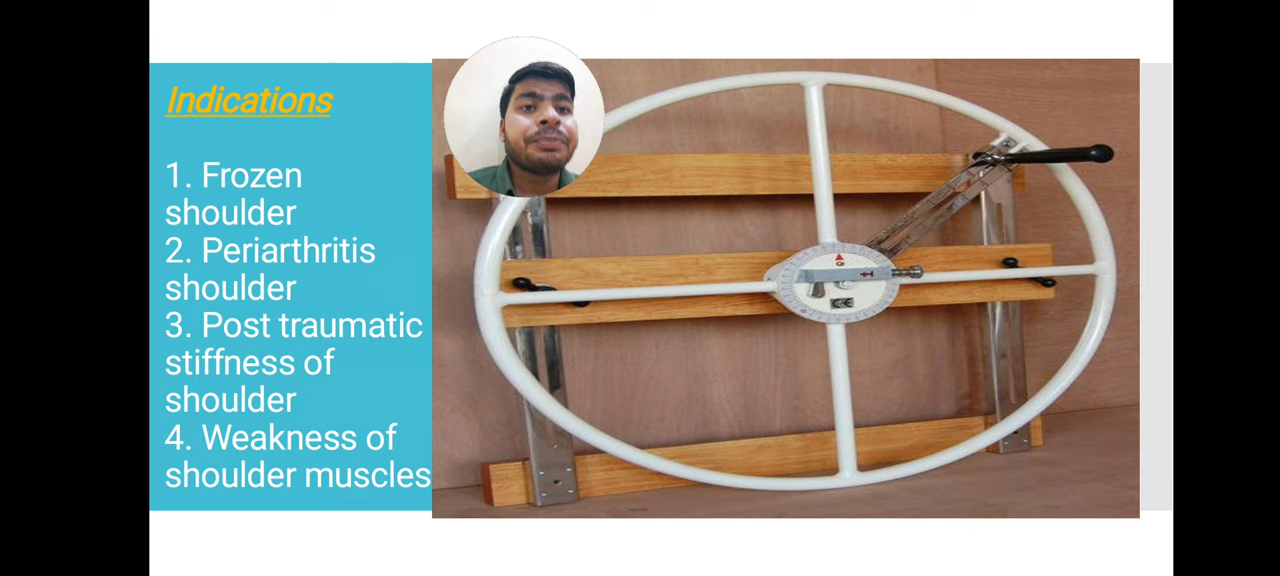 Indications
1. Frozen
shoulder
2. Periarthritis
shoulder
3. Post traumatic
stiffness of
shoulder
4. Weakness of
shoulder muscles